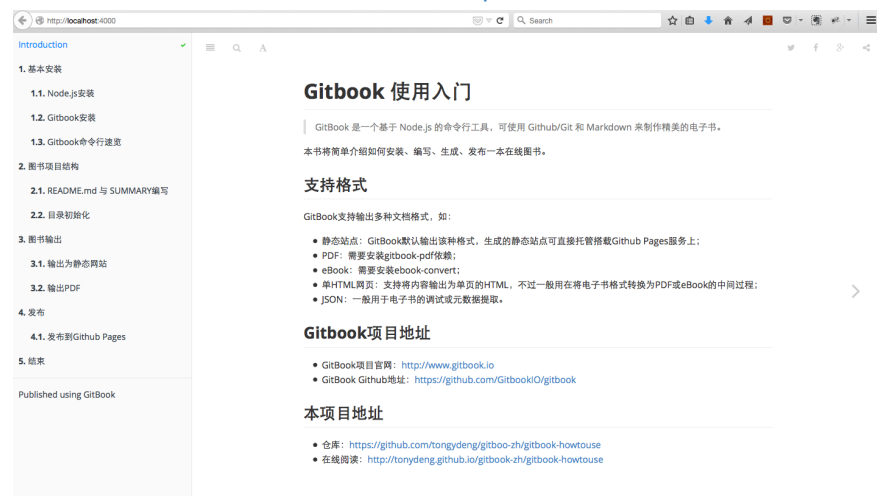 http://localhost:4000
Search
Introduction
1. 基本安装
1.1. Node.js安装
1.2. Gitbook安装
1.3. Gitbook命令行速览
2. 图书项目结构
2.1. README.md 与 SUMMARY编写
2.2. 目录初始化
3. 图书输出
3.1. 输出为静态网站
3.2. 输出PDF
4. 发布
4.1. 发布到Github Pages
5. 结束
Published using GitBook
A
Gitbook 使用入门
GitBook 是一个基于 Node.js 的命令行工具，可使用 Github/Git 和 Markdown 来制作精美的电子书。
本书将简单介绍如何安装、编写、生成、发布一本在线图书。
支持格式
GitBook支持输出多种文档格式，如：
● 静态站点：GitBook默认输出该种格式，生成的静态站点可直接托管搭载Github Pages服务上；
● PDF：需要安装gitbook-pdf依赖；
● eBook：需要安装ebook-convert；
● 单HTML网页：支持将内容输出为单页的HTML，不过一般用在将电子书格式转换为PDF或eBook的中间过程；
● JSON：一般用于电子书的调试或元数据提取。
Gitbook项目地址
● GitBook项目官网：http://www.gitbook.io
● GitBook Github地址：https://github.com/GitbookIO/gitbook
本项目地址
● 仓库：https://github.com/tongydeng/gitboo-zh/gitbook-howtouse
● 在线阅读：http://tonydeng.github.io/gitbook-zh/gitbook-howtouse